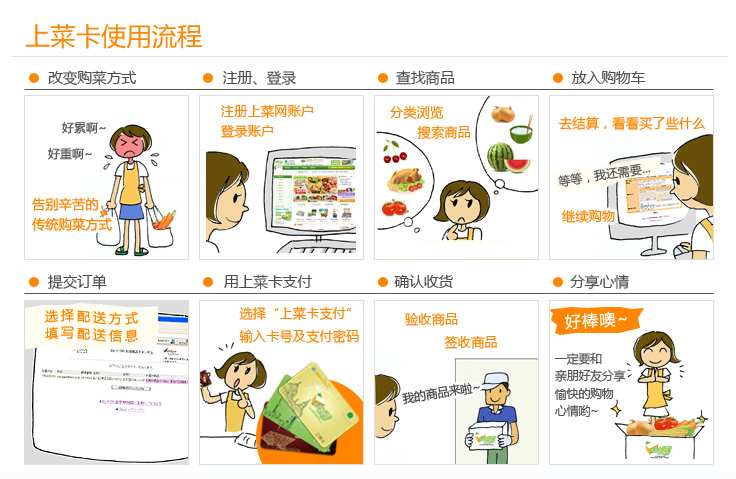 上菜卡使用流程
改变购菜方式
注册、登录
查找商品
放入购物车
好累啊~
好重啊~
告别辛苦的
传统购菜方式
注册上菜网账户
登录账户
分类浏览
搜索商品
去结算，看看买了些什么
等等，我还需要...
继续购物
提交订单
用上菜卡支付
确认收货
分享心情
选择配送方式
填写配送信息
选择“上菜卡支付”
输入卡号及支付密码
验收商品
签收商品
我的商品来啦~
好棒噢~
一定要和
亲朋好友分享
愉快的购物
心情哟~